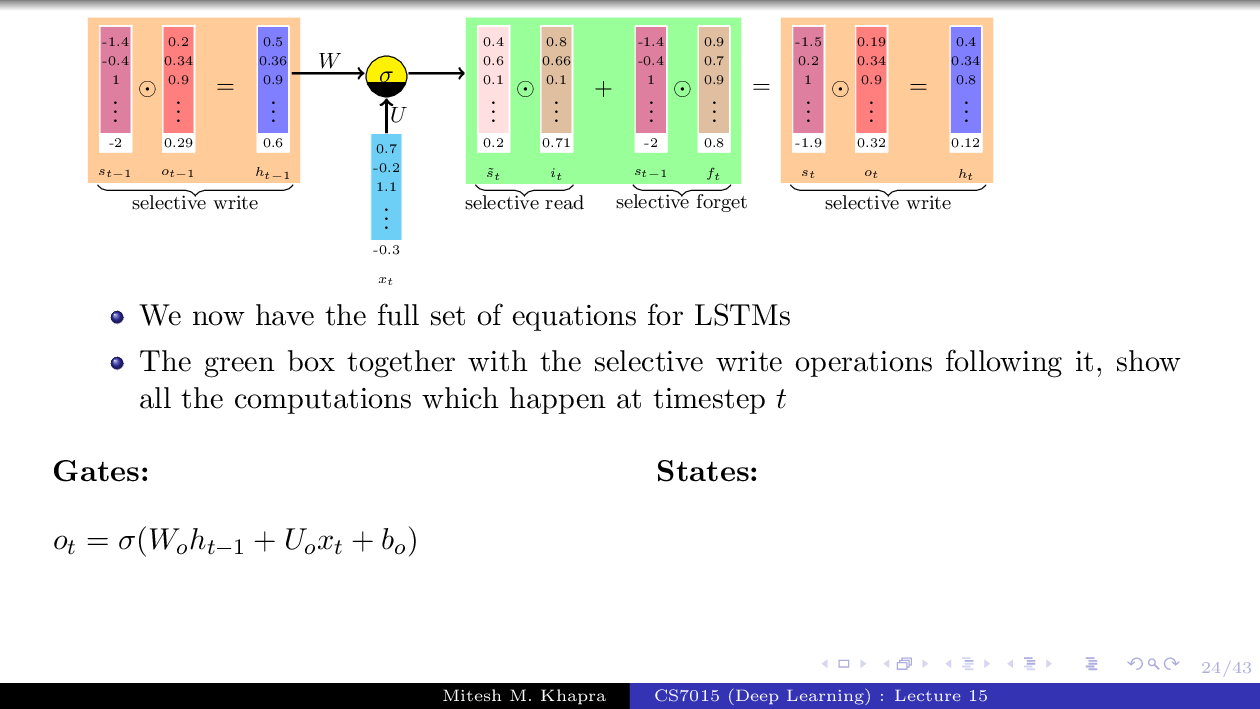 -1.4 0.2 0.5 0.4 0.8 -1.4 0.9 -1.5 0.19 0.4
-0.4 0.34 0.36 W σ 0.6 0.66 -0.4 0.7 0.2 0.34 0.34
1 ⊙ 0.9 = 0.9 0.1 ⊙ 0.1 + 1 ⊙ 0.9 = 1 ⊙ 0.9 = 0.8
⋮ ⋮ ⋮ U ⋮ ⋮ ⋮ ⋮ ⋮ ⋮ ⋮
-2 0.29 0.6 0.2 0.71 -2 0.8 -1.9 0.32 0.12
s_{t−1} o_{t−1} h_{t−1} s̃_t i_t s_{t−1} f_t s_t o_t h_t
selective write selective read selective forget selective write
0.7
-0.2
1.1
⋮
-0.3
x_t
We now have the full set of equations for LSTMs
The green box together with the selective write operations following it, show
all the computations which happen at timestep t
Gates: States:
o_t = σ(W_o h_{t−1} + U_o x_t + b_o)
24/43
Mitesh M. Khapra CS7015 (Deep Learning) : Lecture 15